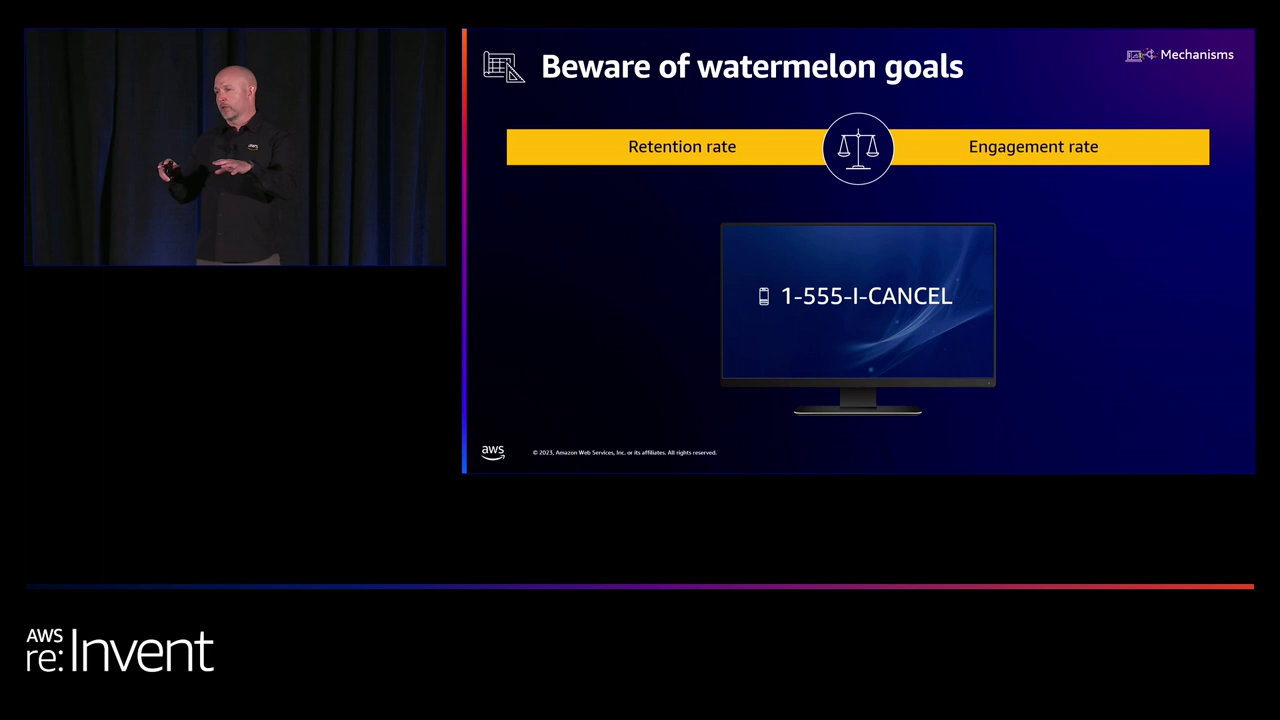 Beware of watermelon goals
Mechanisms
Retention rate
Engagement rate
1-555-I-CANCEL
aws
© 2023, Amazon Web Services, Inc. or its affiliates. All rights reserved.
AWS
re:Invent